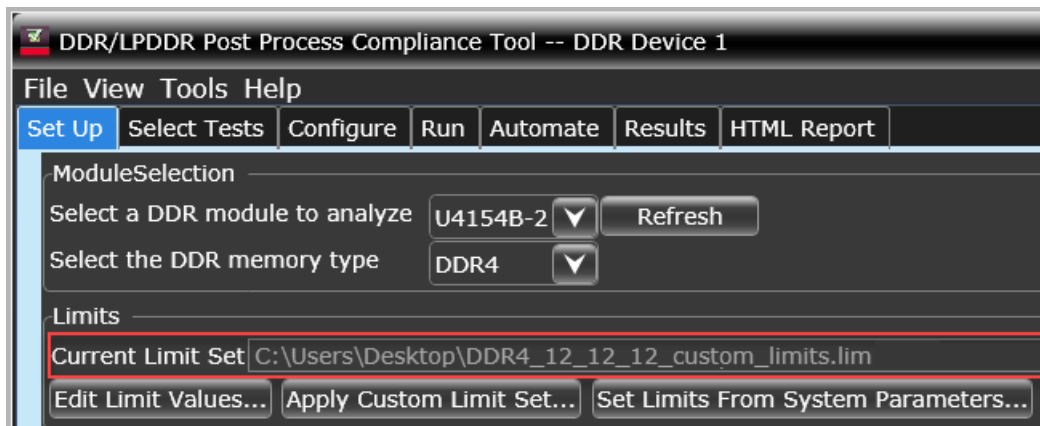 DDR/LPDDR Post Process Compliance Tool -- DDR Device 1
File View Tools Help
Set Up Select Tests Configure Run Automate Results HTML Report
ModuleSelection
Select a DDR module to analyze U4154B-2 Refresh
Select the DDR memory type DDR4
Limits
Current Limit Set C:\Users\Desktop\DDR4_12_12_12_custom_limits.lim
Edit Limit Values... Apply Custom Limit Set... Set Limits From System Parameters...